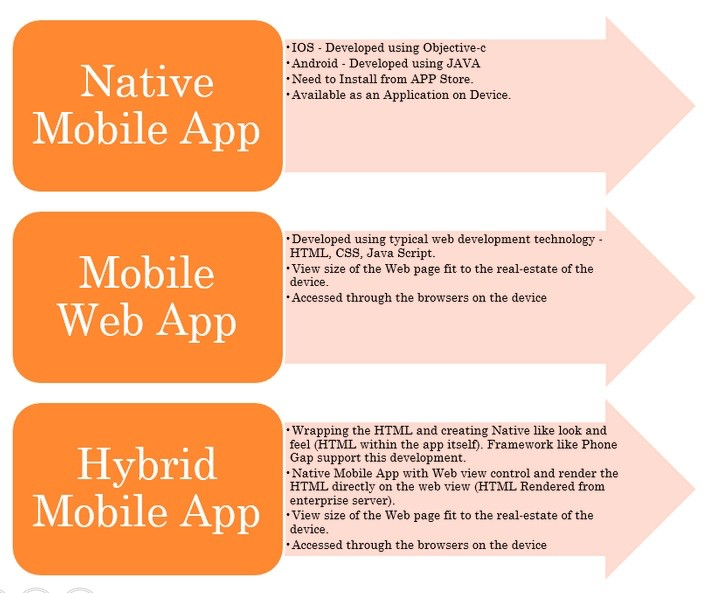 Native
Mobile App
•IOS - Developed using Objective-c
•Android - Developed using JAVA
•Need to Install from APP Store.
•Available as an Application on Device.
Mobile
Web App
•Developed using typical web development technology -
HTML, CSS, Java Script.
•View size of the Web page fit to the real-estate of the
device.
•Accessed through the browsers on the device
Hybrid
Mobile App
•Wrapping the HTML and creating Native like look and
feel (HTML within the app itself). Framework like Phone
Gap support this development.
•Native Mobile App with Web view control and render the
HTML directly on the web view (HTML Rendered from
enterprise server).
•View size of the Web page fit to the real-estate of the
device.
•Accessed through the browsers on the device